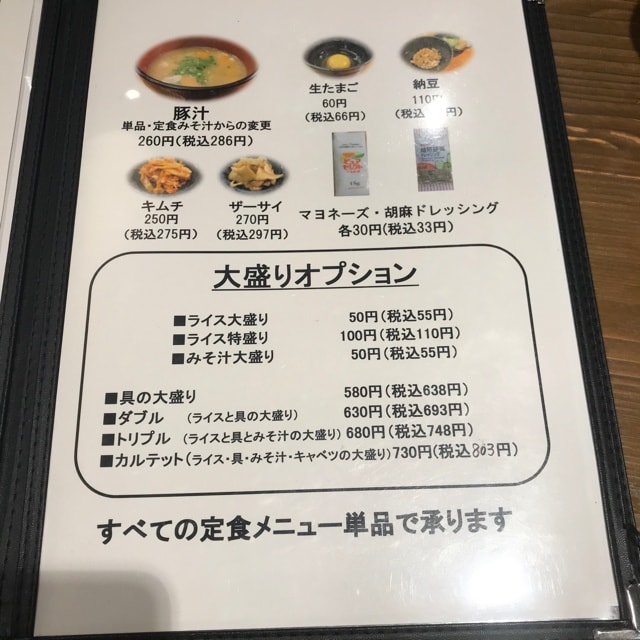 豚汁
単品・定食みそ汁からの変更
260円(税込286円)
生たまご
60円
(税込66円)
納豆
110円
(税込
キムチ
250円
(税込275円)
ザーサイ
270円
(税込297円)
マヨネーズ・胡麻ドレッシング
各30円(税込33円)
大盛りオプション
■ライス大盛り 50円(税込55円)
■ライス特盛り 100円(税込110円)
■みそ汁大盛り 50円(税込55円)
■具の大盛り 580円(税込638円)
■ダブル (ライスと具の大盛り) 630円(税込693円)
■トリプル (ライスと具とみそ汁の大盛り) 680円(税込748円)
■カルテット(ライス・具・みそ汁・キャベツの大盛り) 730円(税込803円)
すべての定食メニュー単品で承ります